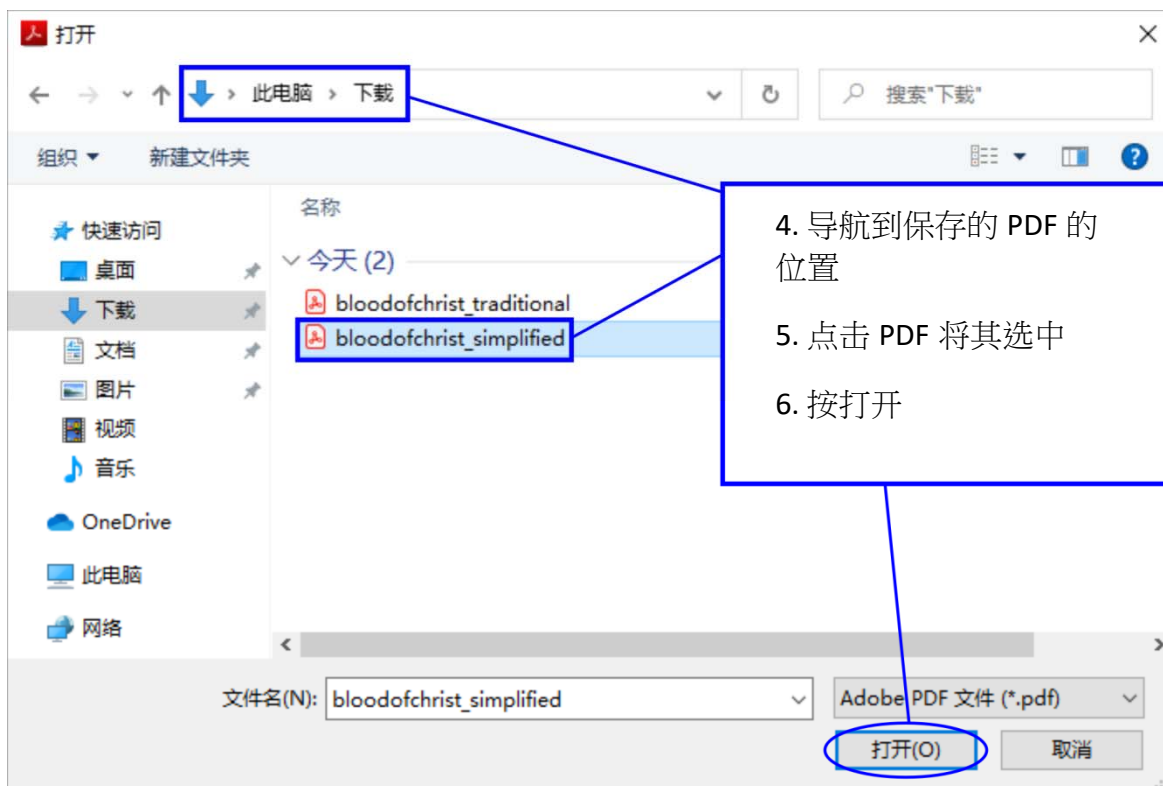 打开
此电脑 › 下载
搜索"下载"
组织
新建文件夹
名称
快速访问
今天 (2)
桌面
下载
文档
图片
视频
音乐
OneDrive
此电脑
网络
bloodofchrist_traditional
bloodofchrist_simplified
4. 导航到保存的 PDF 的
位置
5. 点击 PDF 将其选中
6. 按打开
文件名(N):
bloodofchrist_simplified
Adobe PDF 文件 (*.pdf)
打开(O)
取消